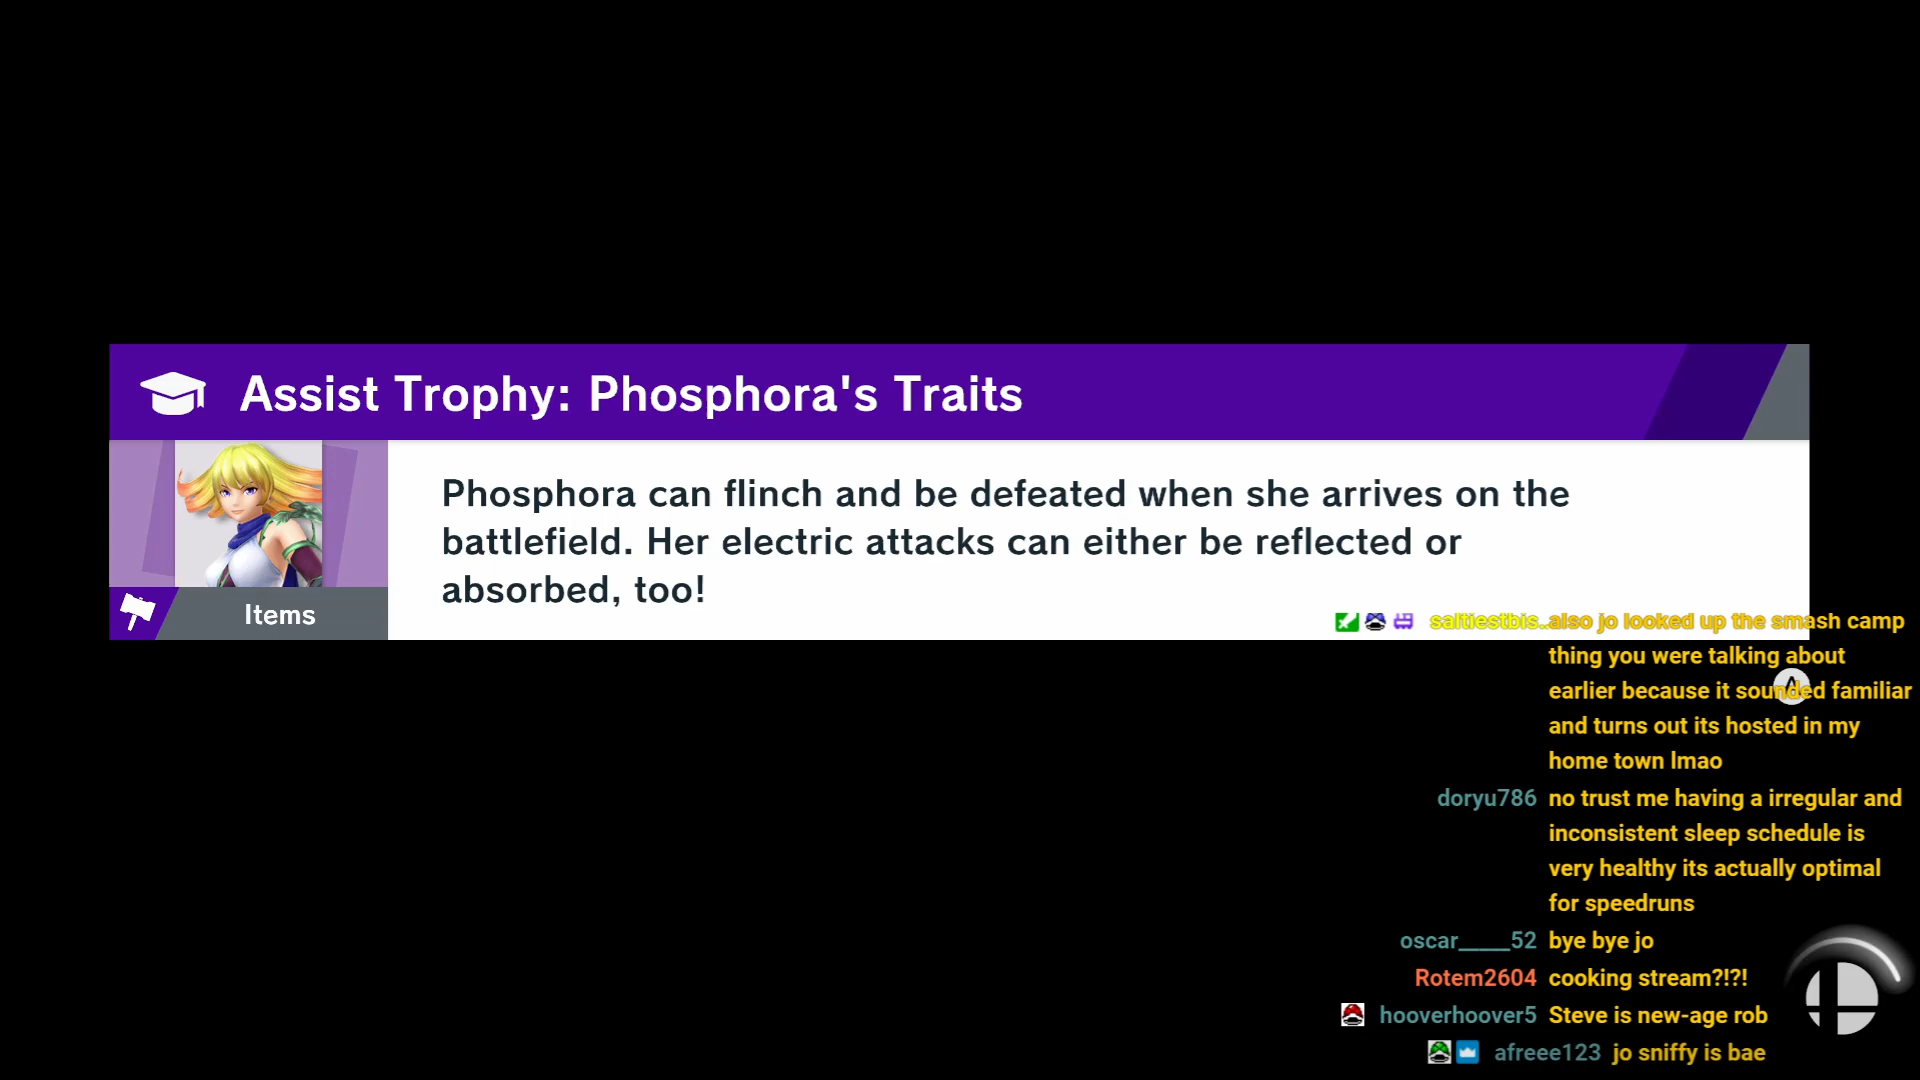 Assist Trophy: Phosphora's Traits
Phosphora can flinch and be defeated when she arrives on the
battlefield. Her electric attacks can either be reflected or
absorbed, too!
Items
saltiestbis.. also jo looked up the smash camp
thing you were talking about
A
earlier because it sounded familiar
and turns out its hosted in my
home town lmao
doryu786 no trust me having a irregular and
inconsistent sleep schedule is
very healthy its actually optimal
for speedruns
oscar_____52 bye bye jo
Rotem2604 cooking stream?!?!
hooverhoover5 Steve is new-age rob
afreee123 jo sniffy is bae